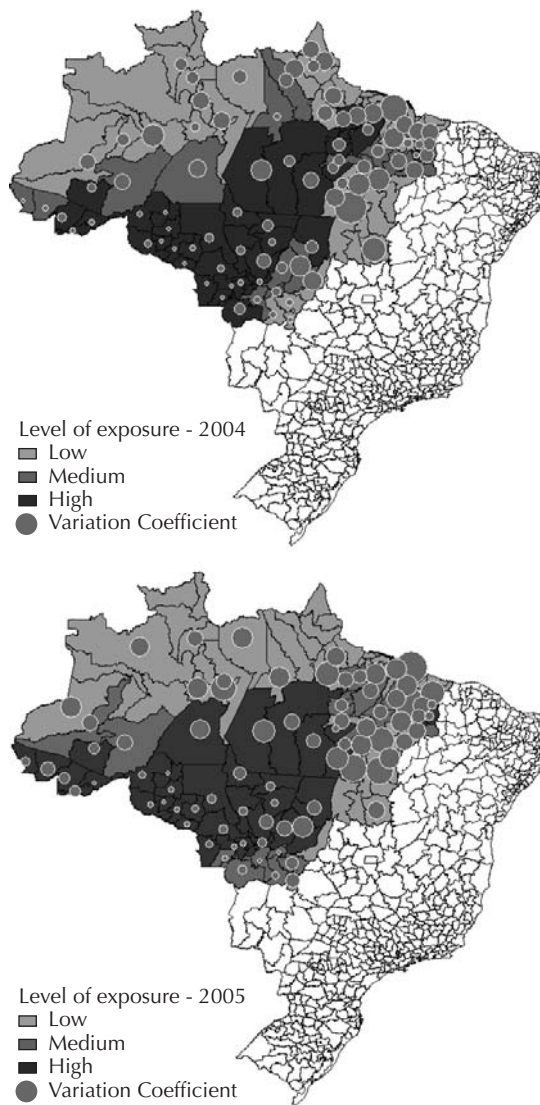 Level of exposure - 2004
Low
Medium
High
Variation Coefficient
Level of exposure - 2005
Low
Medium
High
Variation Coefficient